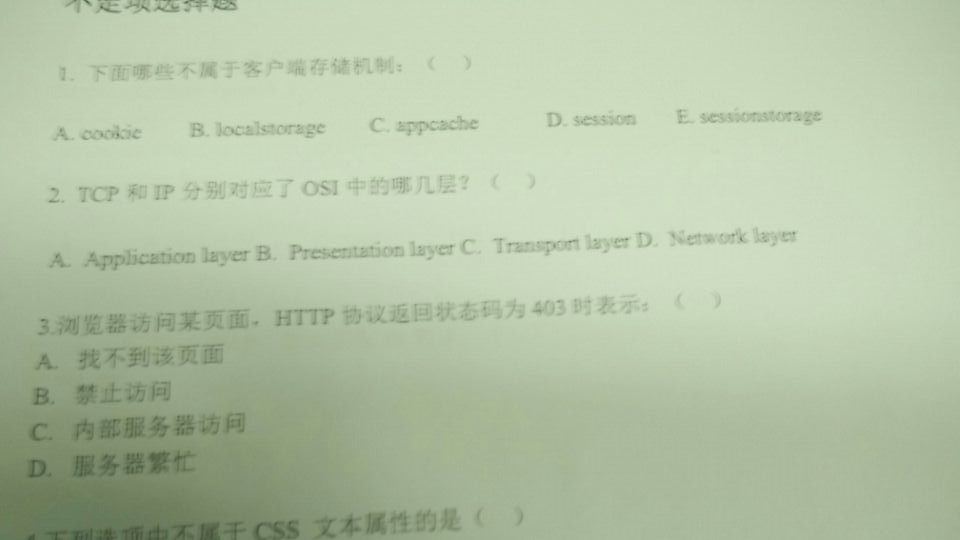 不定项选择题
1. 下面哪些不属于客户端存储机制：（ ）
A. cookie B. localstorage C. appcache D. session E. sessionstorage
2. TCP 和 IP 分别对应了 OSI 中的哪几层？（ ）
A. Application layer B. Presentation layer C. Transport layer D. Network layer
3.浏览器访问某页面，HTTP 协议返回状态码为 403 时表示：（ ）
A. 找不到该页面
B. 禁止访问
C. 内部服务器访问
D. 服务器繁忙
4.下列选项中不属于 CSS 文本属性的是（ ）